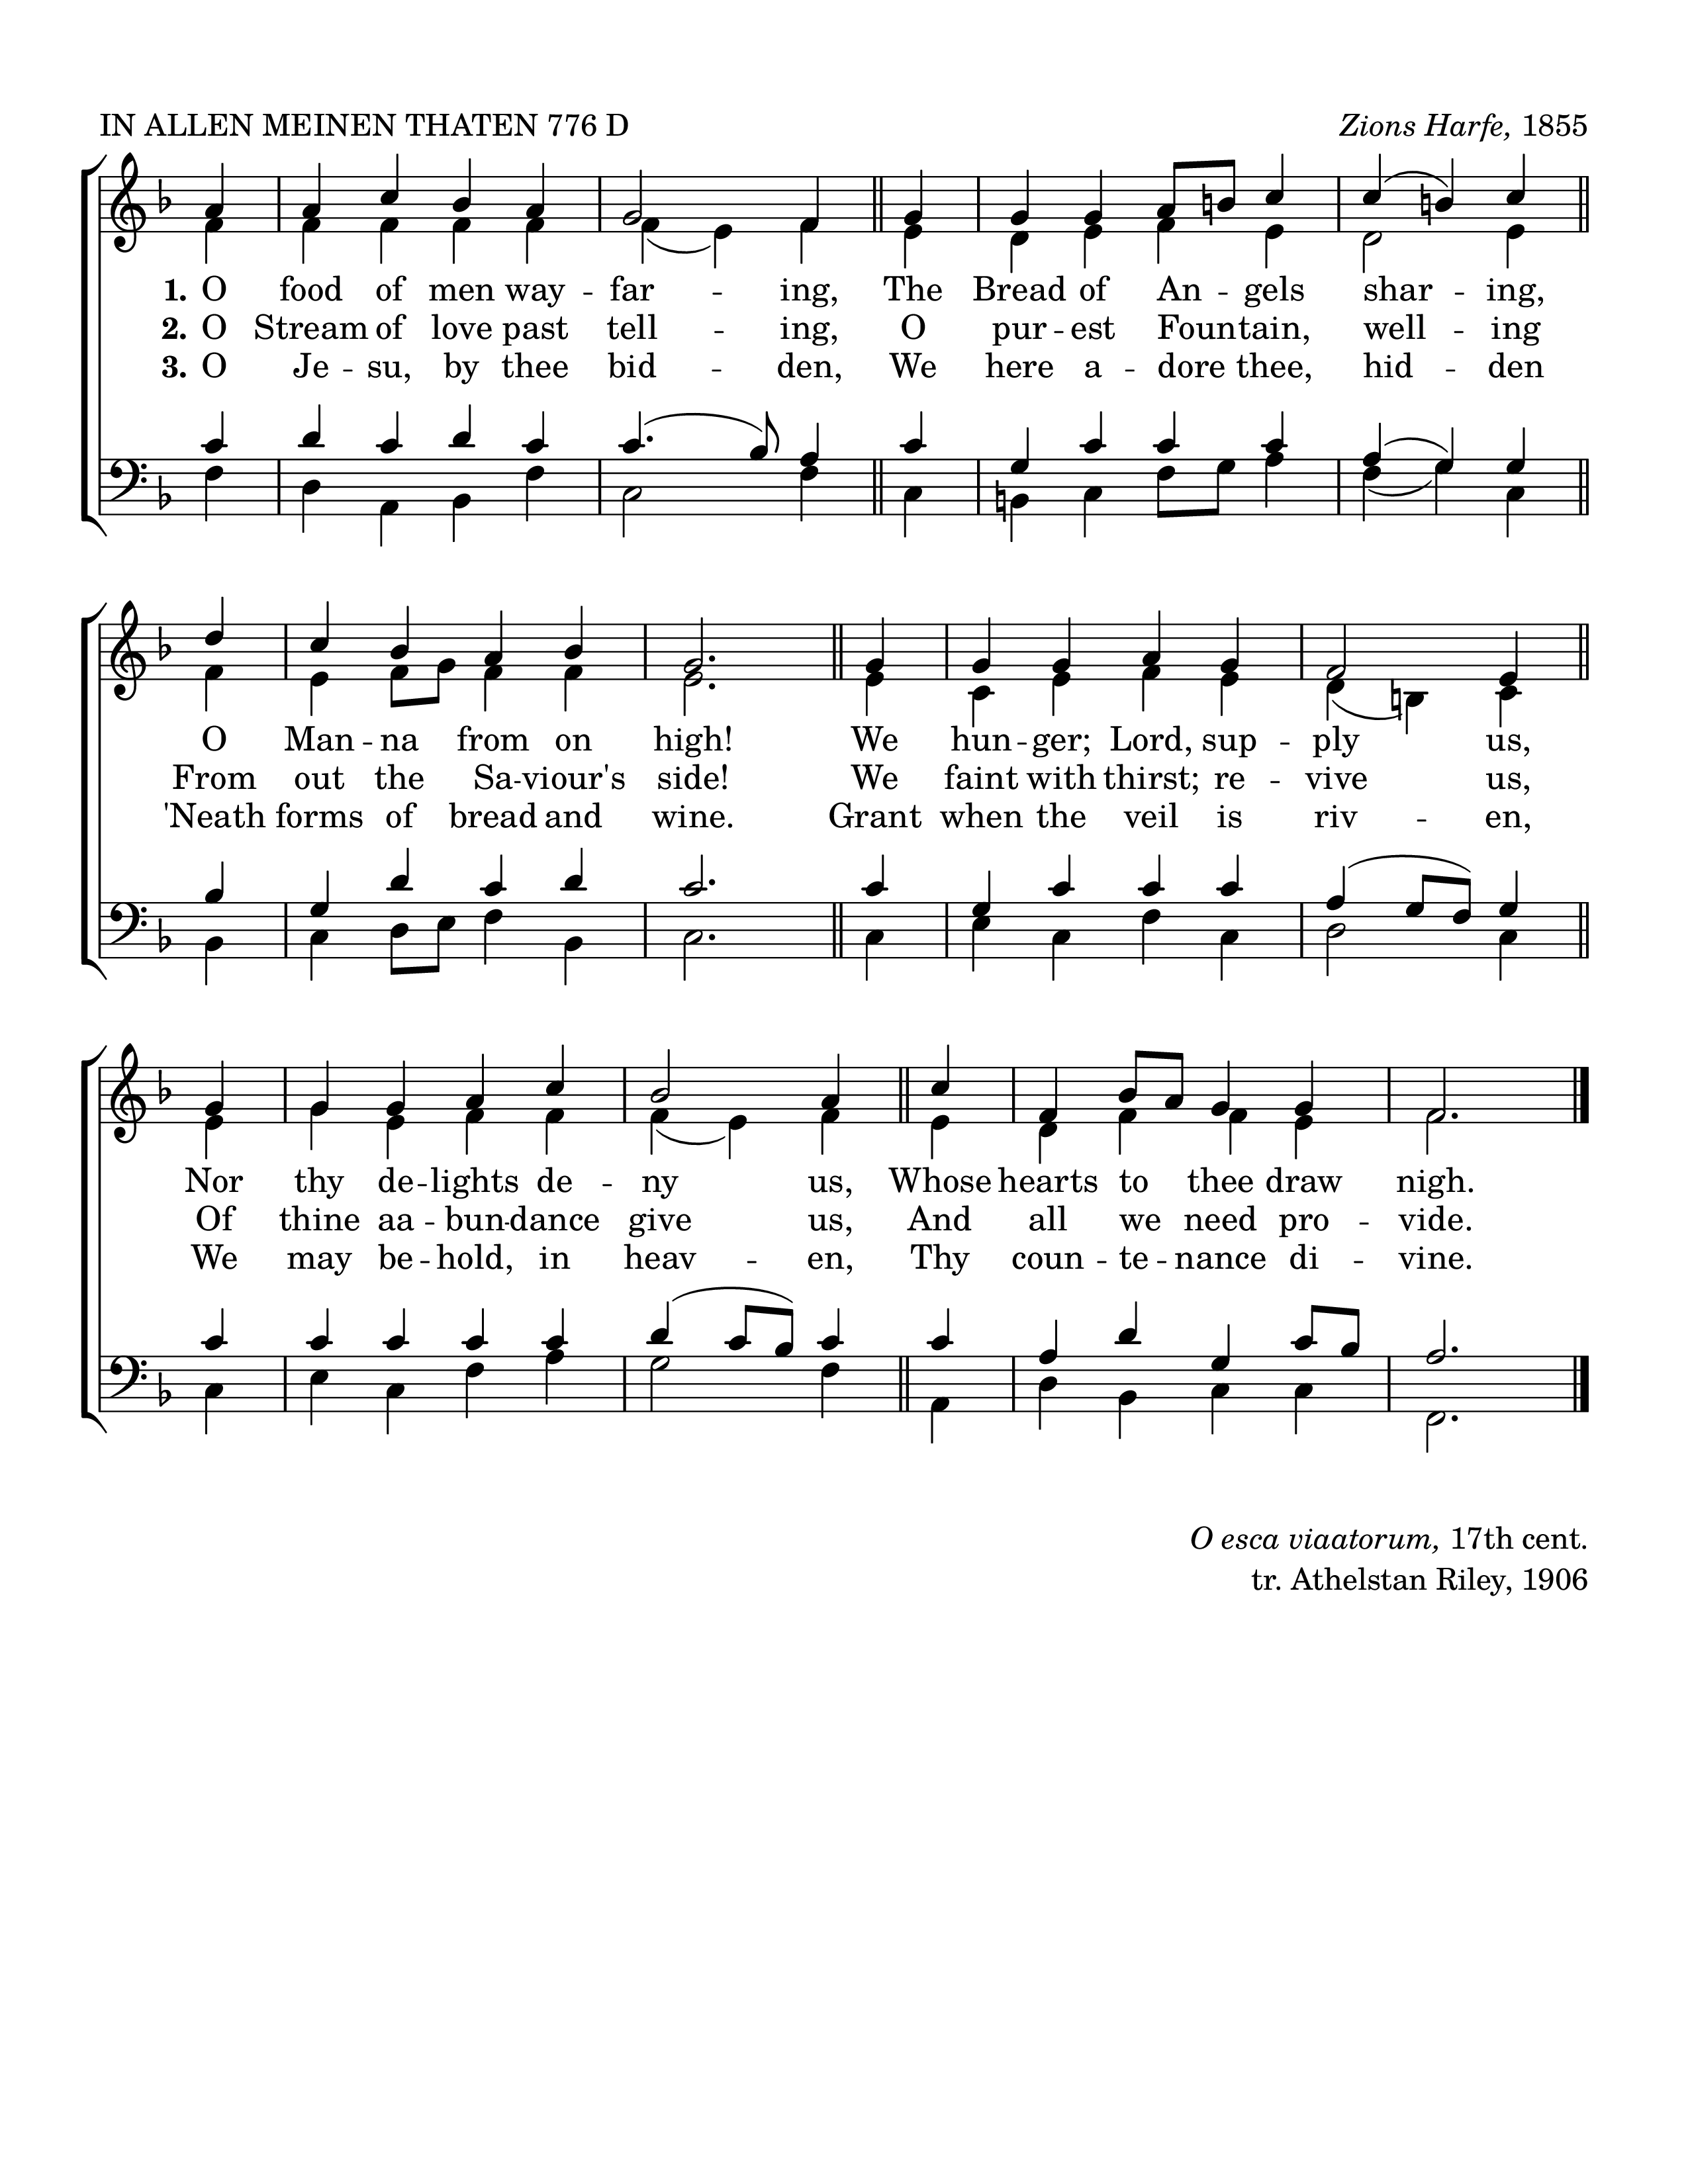 IN ALLEN MEINEN THATEN 776 D
Zions Harfe, 1855
1. O food of men way -- far -- ing, The Bread of An -- gels shar -- ing,
2. O Stream of love past tell -- ing, O pur -- est Foun -- tain, well -- ing
3. O Je -- su, by thee bid -- den, We here a -- dore thee, hid -- den
O Man -- na from on high! We hun -- ger; Lord, sup -- ply us,
From out the Sa -- viour's side! We faint with thirst; re -- vive us,
'Neath forms of bread and wine. Grant when the veil is riv -- en,
Nor thy de -- lights de -- ny us, Whose hearts to thee draw nigh.
Of thine aa -- bun -- dance give us, And all we need pro -- vide.
We may be -- hold, in heav -- en, Thy coun -- te -- nance di -- vine.
O esca viaatorum, 17th cent.
tr. Athelstan Riley, 1906